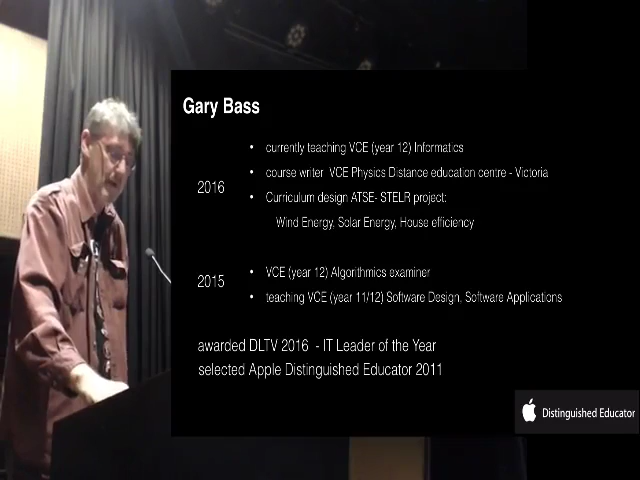 Gary Bass
• currently teaching VCE (year 12) Informatics
2016
• course writer VCE Physics Distance education centre - Victoria
• Curriculum design ATSE- STELR project:
Wind Energy, Solar Energy, House efficiency
2015
• VCE (year 12) Algorithmics examiner
• teaching VCE (year 11/12) Software Design, Software Applications
awarded DLTV 2016 - IT Leader of the Year
selected Apple Distinguished Educator 2011
Distinguished Educator